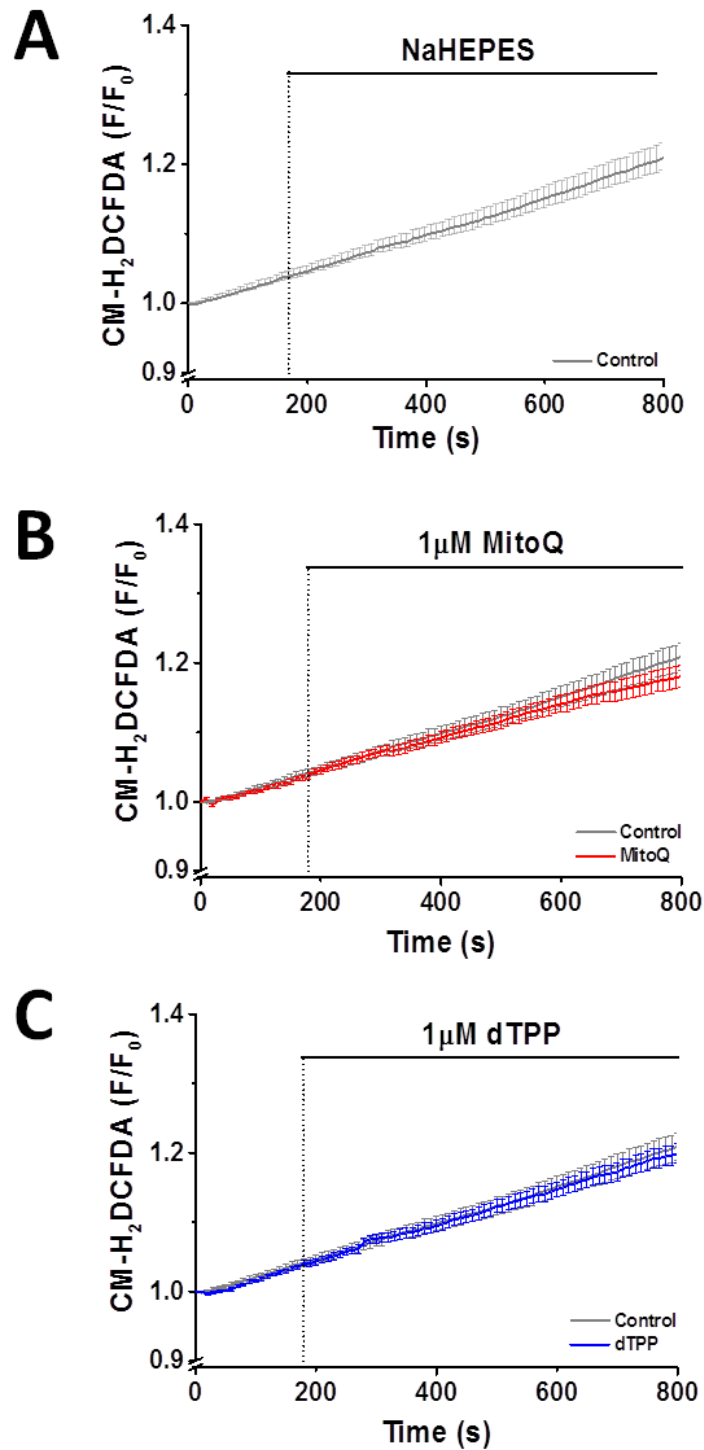 A
NaHEPES
CM-H₂DCFDA (F/F₀)
1.4
1.2
1.0
0.9
Control
0 200 400 600 800
Time (s)
B
1μM MitoQ
CM-H₂DCFDA (F/F₀)
1.4
1.2
1.0
0.9
Control
MitoQ
0 200 400 600 800
Time (s)
C
1μM dTPP
CM-H₂DCFDA (F/F₀)
1.4
1.2
1.0
0.9
Control
dTPP
0 200 400 600 800
Time (s)